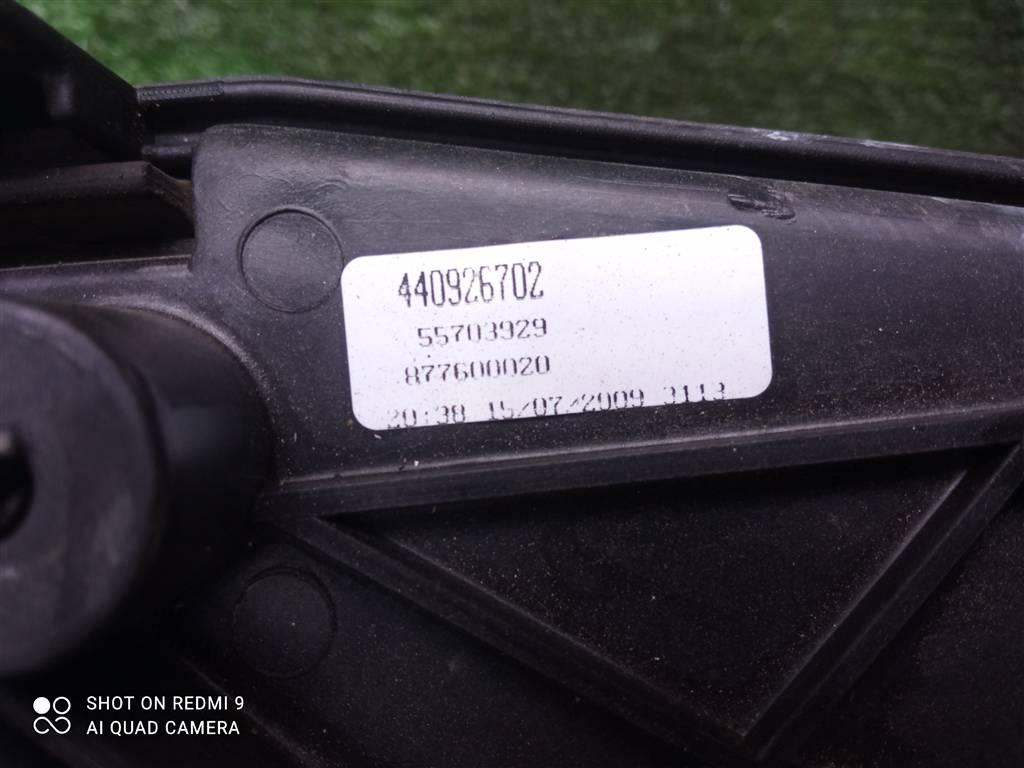 440926702
55703929
877600020
20:38 15/07/2009 3113
SHOT ON REDMI 9
AI QUAD CAMERA